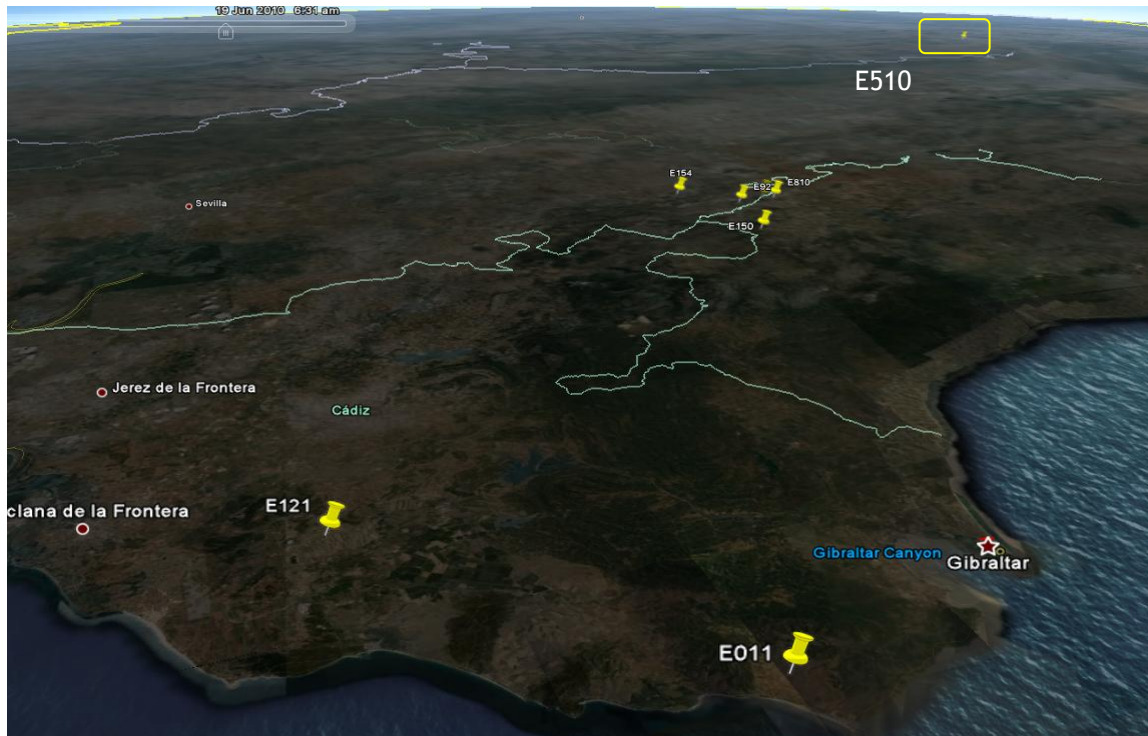 19 Jun 2010 6:31 am
E510
E154
E92
E810
Sevilla
E150
Jerez de la Frontera
Cádiz
E121
clana de la Frontera
Gibraltar Canyon
Gibraltar
E011